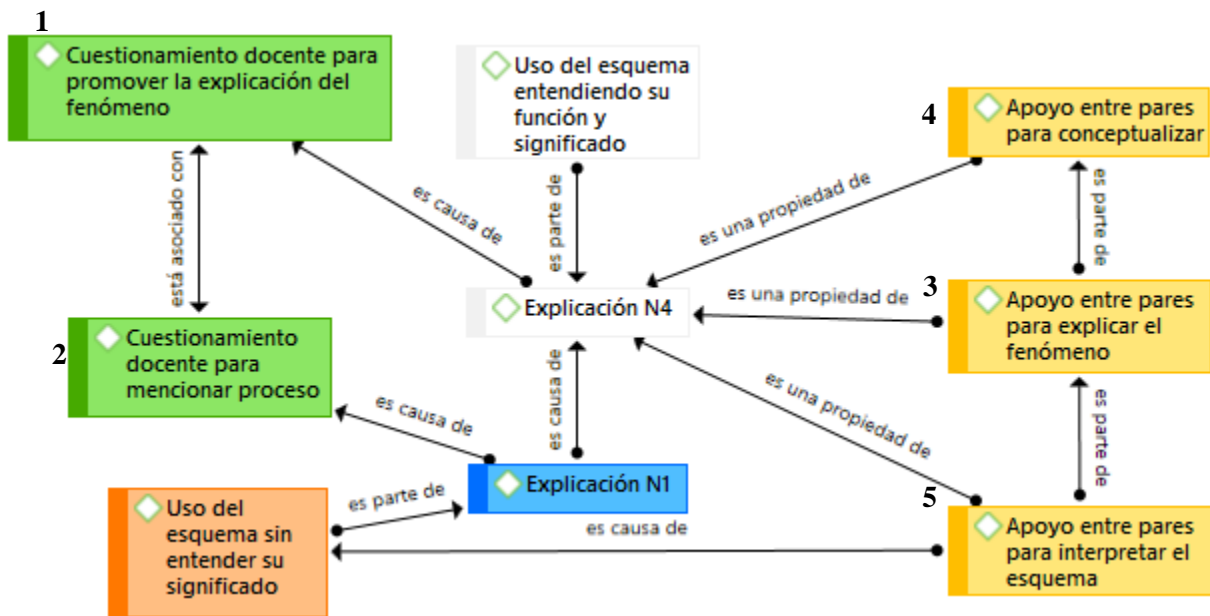 1
Cuestionamiento docente para
promover la explicación del
fenómeno
Uso del esquema
entendiendo su
función y
significado
4
Apoyo entre pares
para conceptualizar
está asociado con
es causa de
es parte de
es una propiedad de
es parte de
2
Cuestionamiento
docente para
mencionar proceso
Explicación N4
es una propiedad de
3
Apoyo entre pares
para explicar el
fenómeno
es causa de
es causa de
es una propiedad de
es parte de
Explicación N1
es parte de
Uso del
esquema sin
entender su
significado
es causa de
5
Apoyo entre pares
para interpretar el
esquema